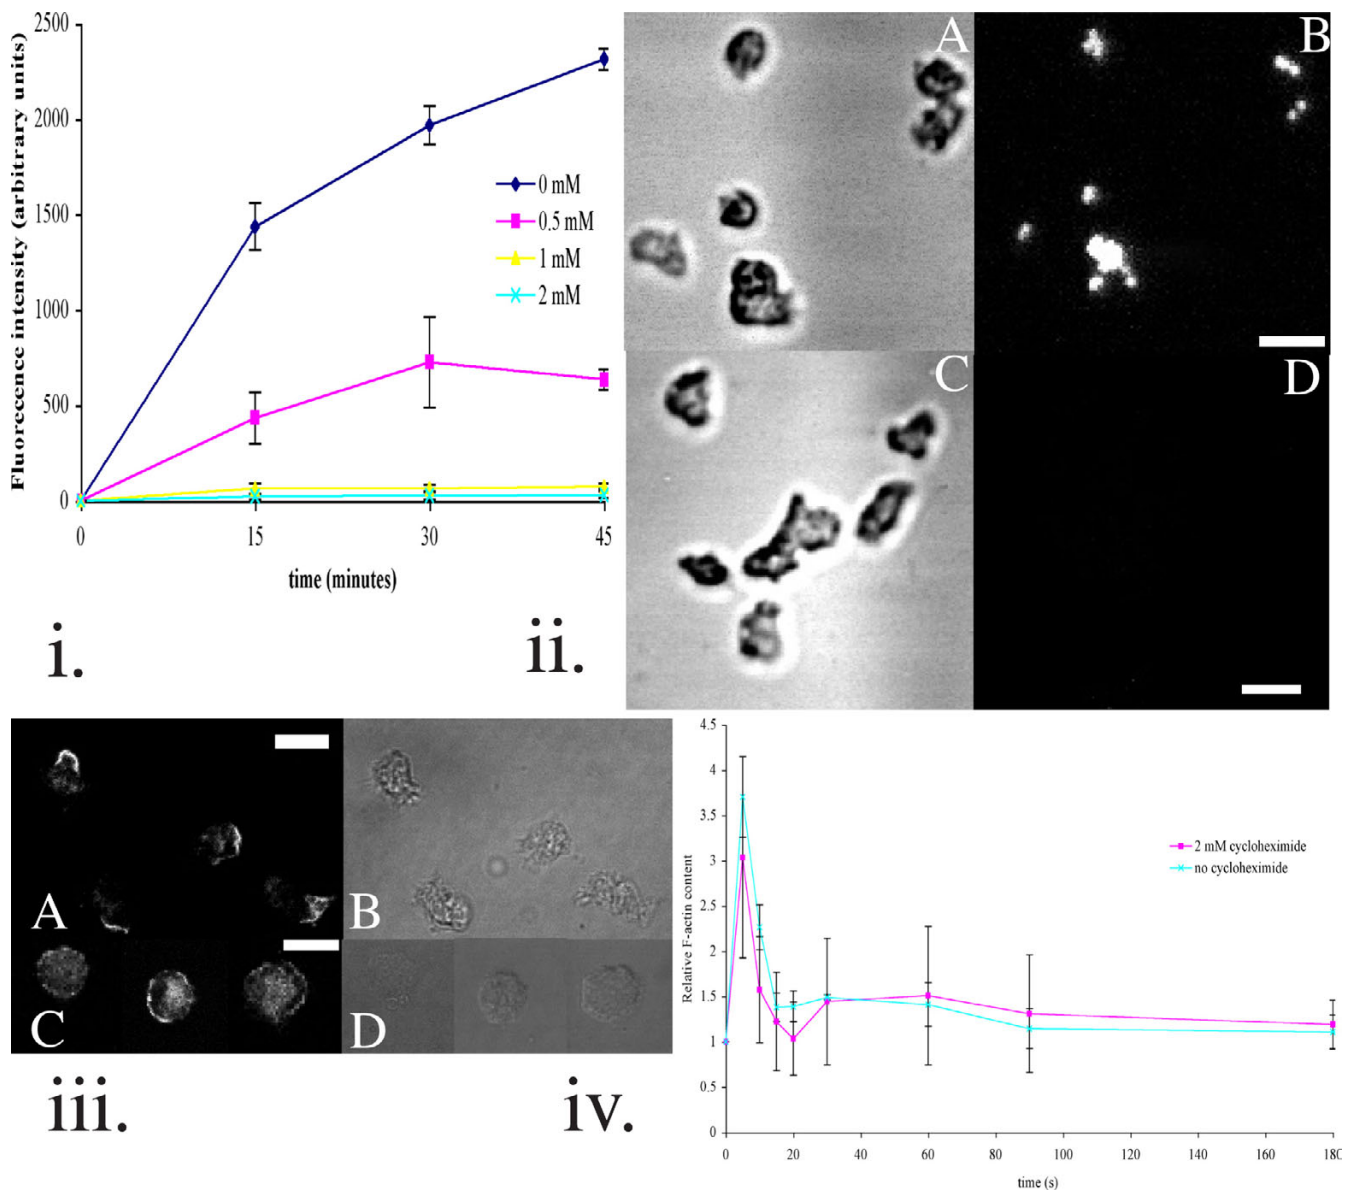 Fluorecence intensity (arbitrary units)
2500
2000
1500
1000
500
0
0 mM
0.5 mM
1 mM
2 mM
0
15
30
45
time (minutes)
i.
A
B
C
D
ii.
A
B
C
D
iii.
Relative F-actin content
4.5
4
3.5
3
2.5
2
1.5
1
0.5
0
2 mM cycloheximide
no cycloheximide
0
20
40
60
80
100
120
140
160
180
time (s)
iv.